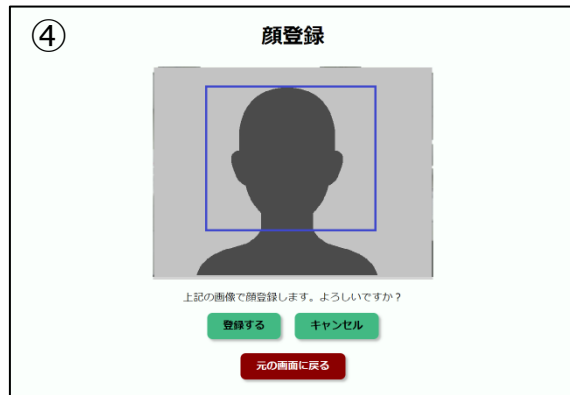 ④
顔登録
上記の画像で顔登録します。よろしいですか？
登録する
キャンセル
元の画面に戻る